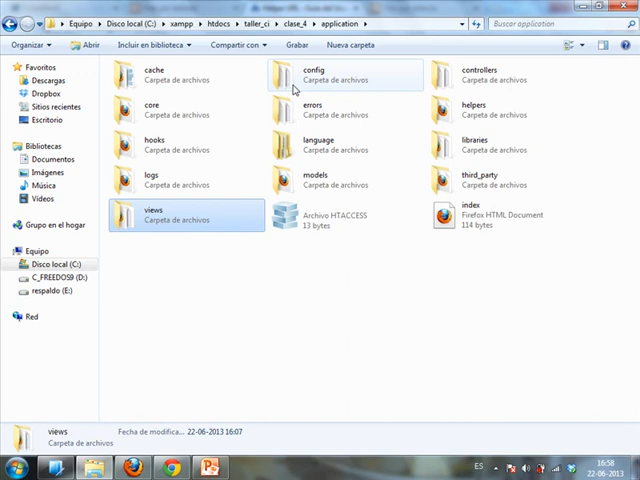 Equipo ▸ Disco local (C:) ▸ xampp ▸ htdocs ▸ taller_ci ▸ clase_4 ▸ application ▸
Buscar application
Organizar
Abrir
Incluir en biblioteca
Compartir con
Grabar
Nueva carpeta
Favoritos
Descargas
Dropbox
Sitios recientes
Escritorio
Bibliotecas
Documentos
Imágenes
Música
Vídeos
Grupo en el hogar
Equipo
Disco local (C:)
C_FREEDOS9 (D:)
respaldo (E:)
Red
cache
Carpeta de archivos
config
Carpeta de archivos
controllers
Carpeta de archivos
core
Carpeta de archivos
errors
Carpeta de archivos
helpers
Carpeta de archivos
hooks
Carpeta de archivos
language
Carpeta de archivos
libraries
Carpeta de archivos
logs
Carpeta de archivos
models
Carpeta de archivos
third_party
Carpeta de archivos
views
Carpeta de archivos
Archivo HTACCESS
13 bytes
index
Firefox HTML Document
114 bytes
views
Fecha de modifica... 22-06-2013 16:07
Carpeta de archivos
ES
16:58
22-06-2013